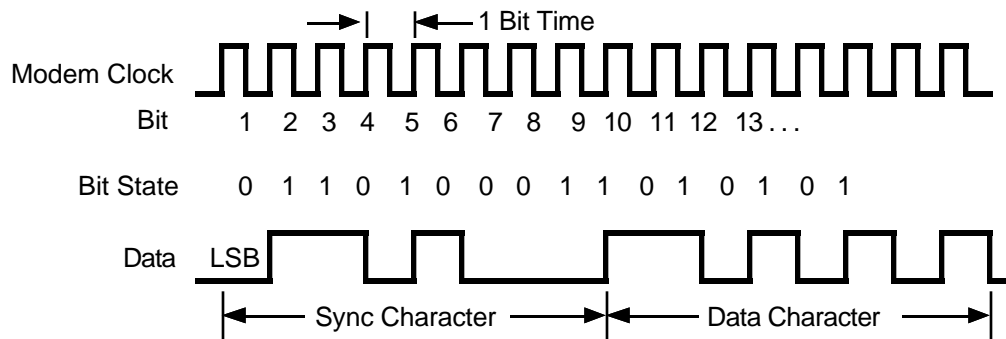 1 Bit Time
Modem Clock
Bit 1 2 3 4 5 6 7 8 9 10 11 12 13 . . .
Bit State 0 1 1 0 1 0 0 0 1 1 0 1 0 1 0 1
Data LSB
Sync Character Data Character